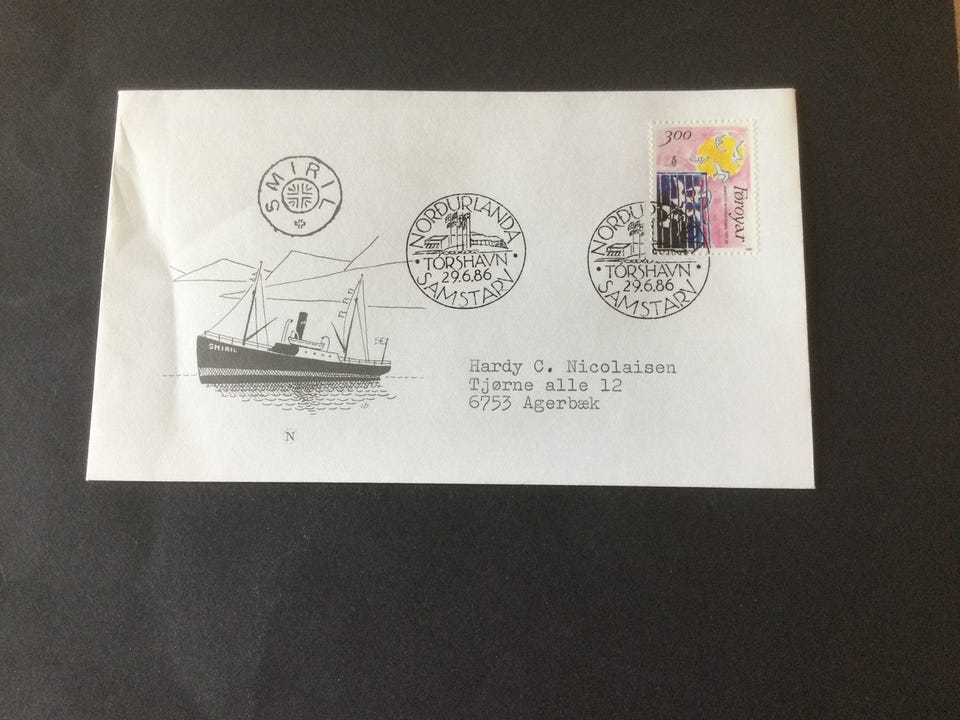 SMIRIL
NORÐURLANDA
TÓRSHAVN
29.6.86
SAMSTARV
3.00
Føroyar
NORÐU
TÓRSHAVN
29.6.86
SAMSTARV
SMIRIL
Hardy C. Nicolaisen
Tjørne alle 12
6753 Agerbæk
N